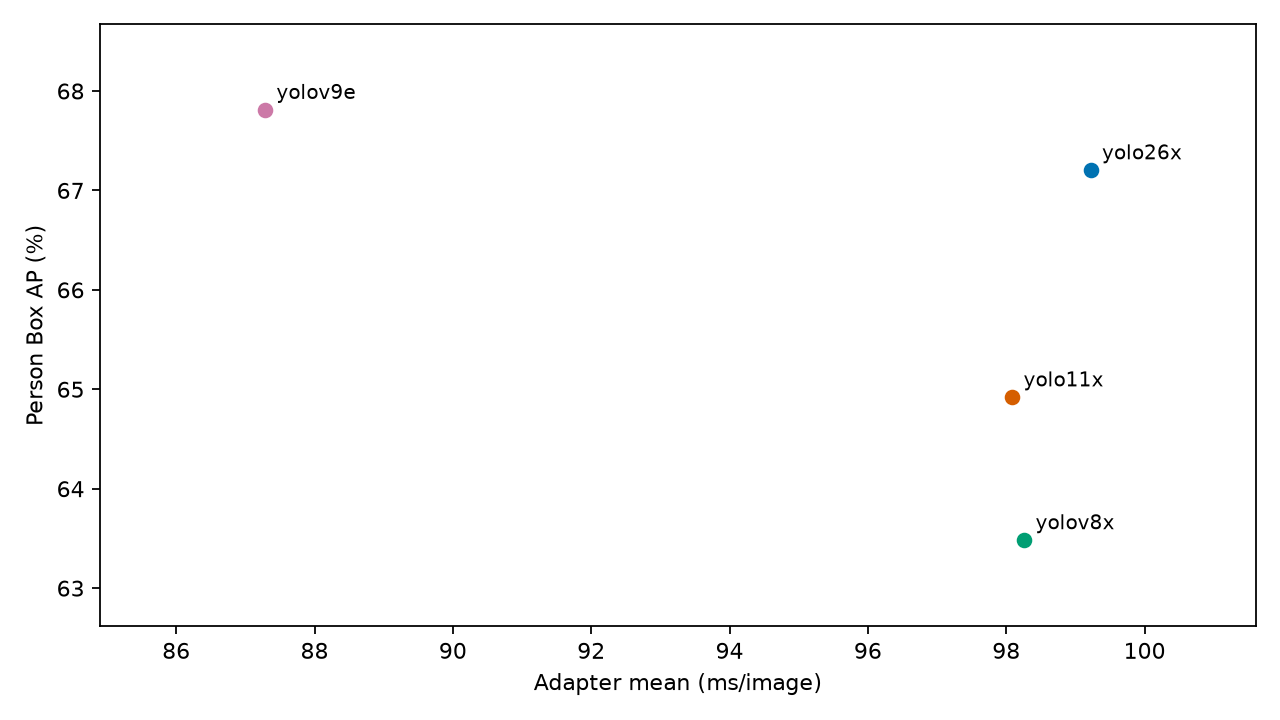 68
67
66
65
64
63
Person Box AP (%)
yolov9e
yolo26x
yolo11x
yolov8x
86 88 90 92 94 96 98 100
Adapter mean (ms/image)